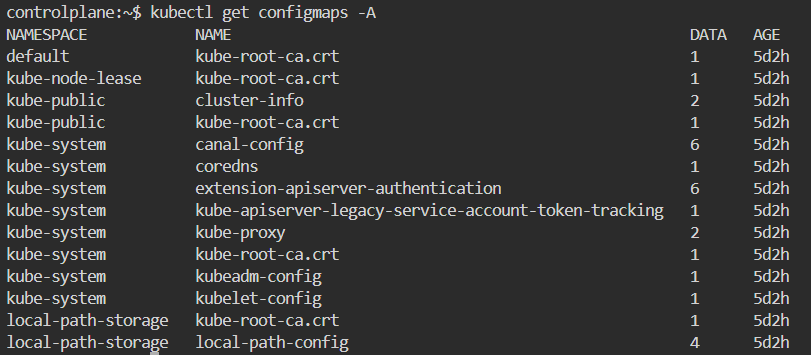 controlplane:~$ kubectl get configmaps -A
NAMESPACE NAME DATA AGE
default kube-root-ca.crt 1 5d2h
kube-node-lease kube-root-ca.crt 1 5d2h
kube-public cluster-info 2 5d2h
kube-public kube-root-ca.crt 1 5d2h
kube-system canal-config 6 5d2h
kube-system coredns 1 5d2h
kube-system extension-apiserver-authentication 6 5d2h
kube-system kube-apiserver-legacy-service-account-token-tracking 1 5d2h
kube-system kube-proxy 2 5d2h
kube-system kube-root-ca.crt 1 5d2h
kube-system kubeadm-config 1 5d2h
kube-system kubelet-config 1 5d2h
local-path-storage kube-root-ca.crt 1 5d2h
local-path-storage local-path-config 4 5d2h